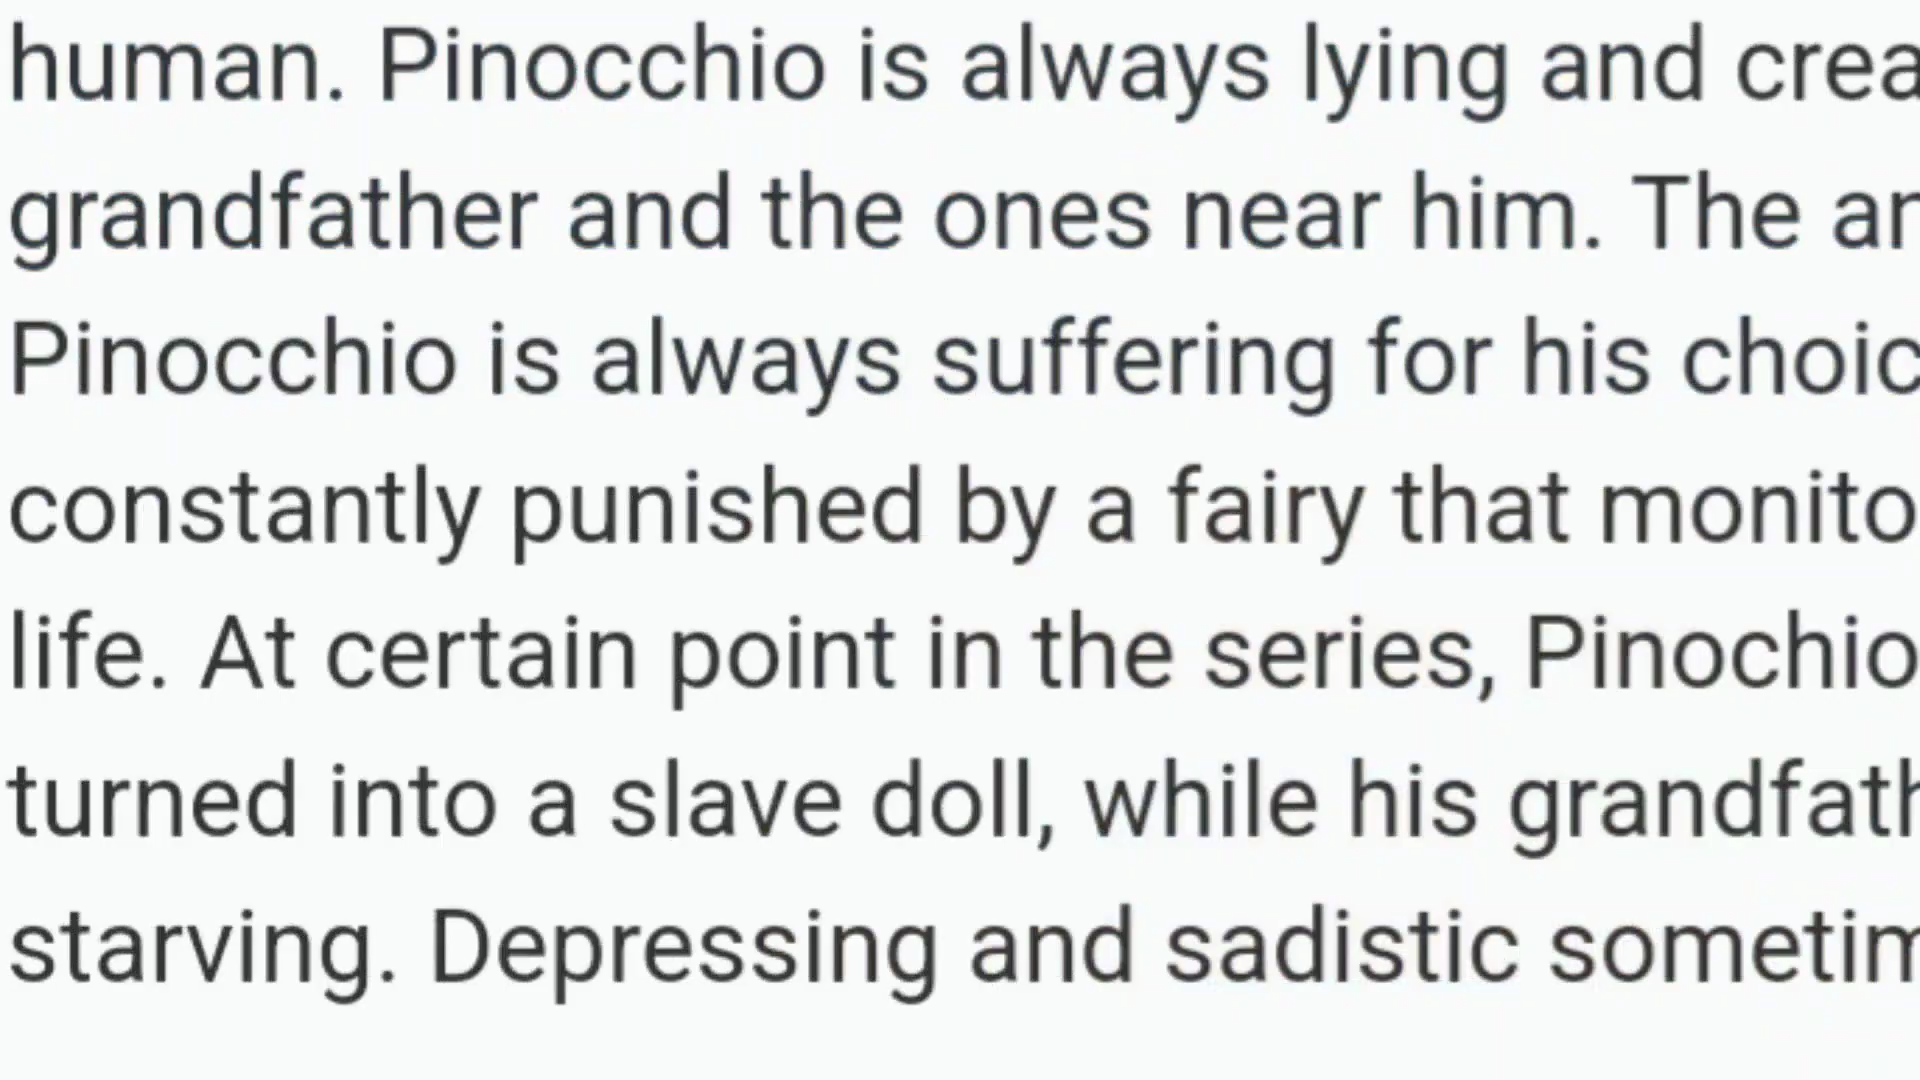 human. Pinocchio is always lying and crea
grandfather and the ones near him. The an
Pinocchio is always suffering for his choic
constantly punished by a fairy that monito
life. At certain point in the series, Pinochio
turned into a slave doll, while his grandfath
starving. Depressing and sadistic sometim